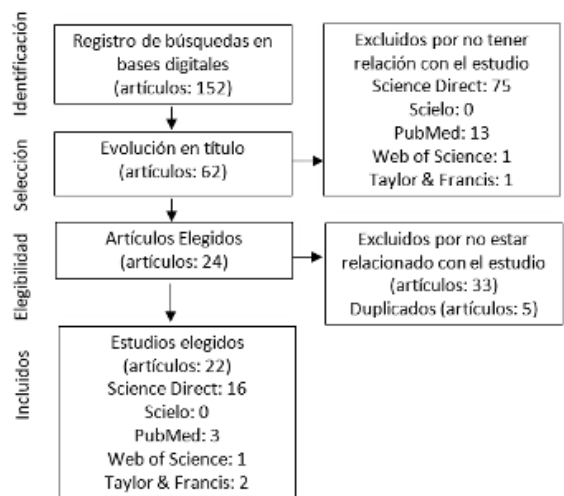 Identificación
Registro de búsquedas en
bases digitales
(artículos: 152)
Excluidos por no tener
relación con el estudio
Science Direct: 75
Scielo: 0
PubMed: 13
Web of Science: 1
Taylor & Francis: 1
Selección
Evolución en título
(artículos: 62)
Elegibilidad
Artículos Elegidos
(artículos: 24)
Excluidos por no estar
relacionado con el estudio
(artículos: 33)
Duplicados (artículos: 5)
Incluidos
Estudios elegidos
(artículos: 22)
Science Direct: 16
Scielo: 0
PubMed: 3
Web of Science: 1
Taylor & Francis: 2